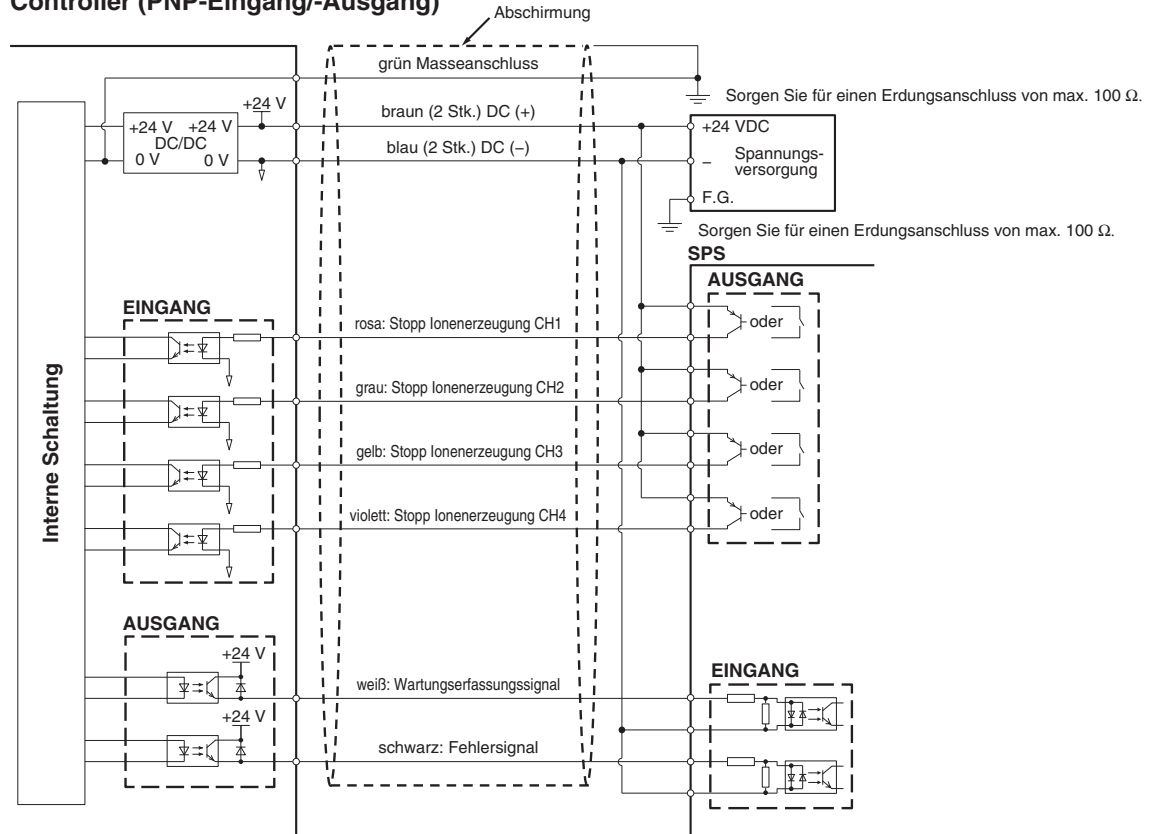 Controller (PNP-Eingang/-Ausgang)
Abschirmung
grün Masseanschluss
Sorgen Sie für einen Erdungsanschluss von max. 100 Ω.
+24 V
braun (2 Stk.) DC (+)
+24 VDC
+24 V +24 V
DC/DC
0 V 0 V
blau (2 Stk.) DC (−)
–
Spannungs-
versorgung
F.G.
Sorgen Sie für einen Erdungsanschluss von max. 100 Ω.
SPS
AUSGANG
EINGANG
rosa: Stopp Ionenerzeugung CH1
oder
grau: Stopp Ionenerzeugung CH2
oder
Interne Schaltung
gelb: Stopp Ionenerzeugung CH3
oder
violett: Stopp Ionenerzeugung CH4
oder
AUSGANG
+24 V
EINGANG
weiß: Wartungserfassungssignal
+24 V
schwarz: Fehlersignal